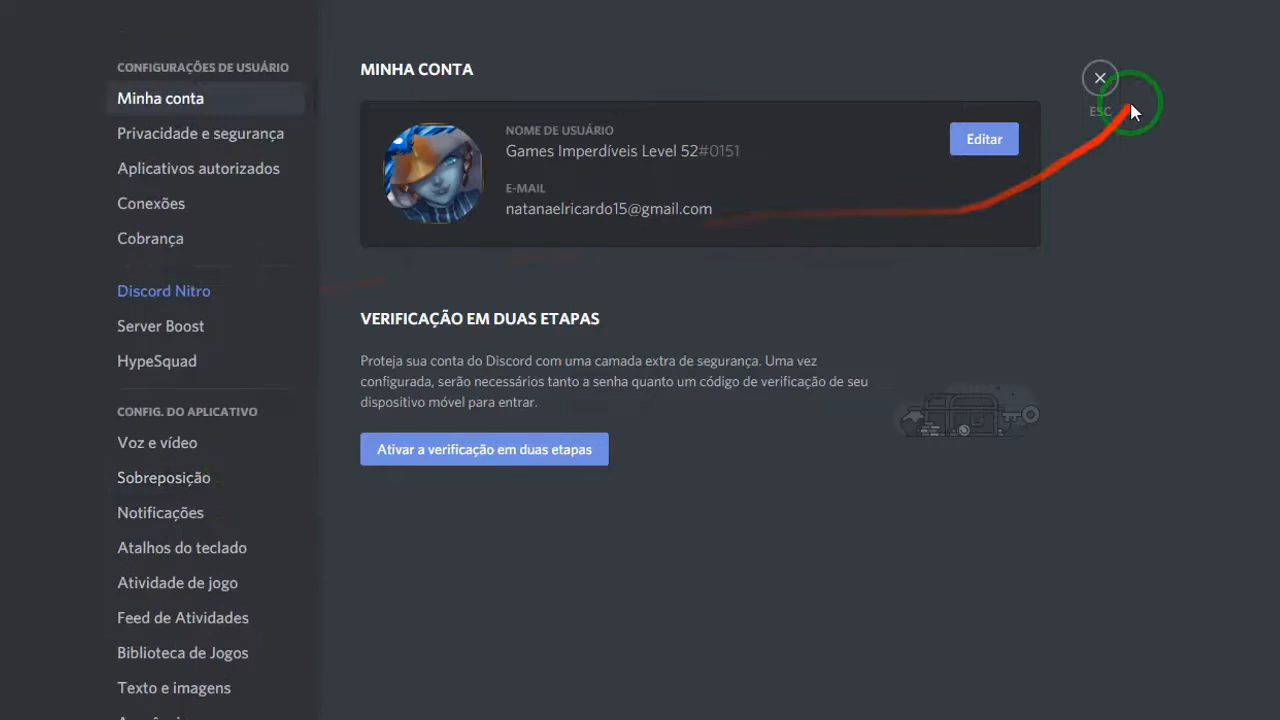 CONFIGURAÇÕES DE USUÁRIO
Minha conta
Privacidade e segurança
Aplicativos autorizados
Conexões
Cobrança
Discord Nitro
Server Boost
HypeSquad
CONFIG. DO APLICATIVO
Voz e vídeo
Sobreposição
Notificações
Atalhos do teclado
Atividade de jogo
Feed de Atividades
Biblioteca de Jogos
Texto e imagens
MINHA CONTA
NOME DE USUÁRIO
Games Imperdíveis Level 52#0151
Editar
E-MAIL
natanaelricardo15@gmail.com
ESC
VERIFICAÇÃO EM DUAS ETAPAS
Proteja sua conta do Discord com uma camada extra de segurança. Uma vez
configurada, serão necessários tanto a senha quanto um código de verificação de seu
dispositivo móvel para entrar.
Ativar a verificação em duas etapas